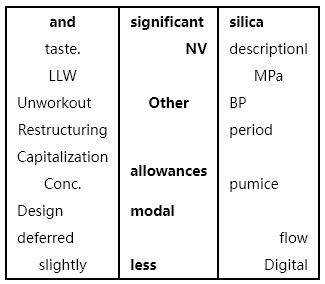 and significant silica
taste. NV descriptionl
LLW MPa
Unworkout Other BP
Restructuring period
Capitalization
allowances
Conc. pumice
Design modal
deferred flow
slightly less Digital